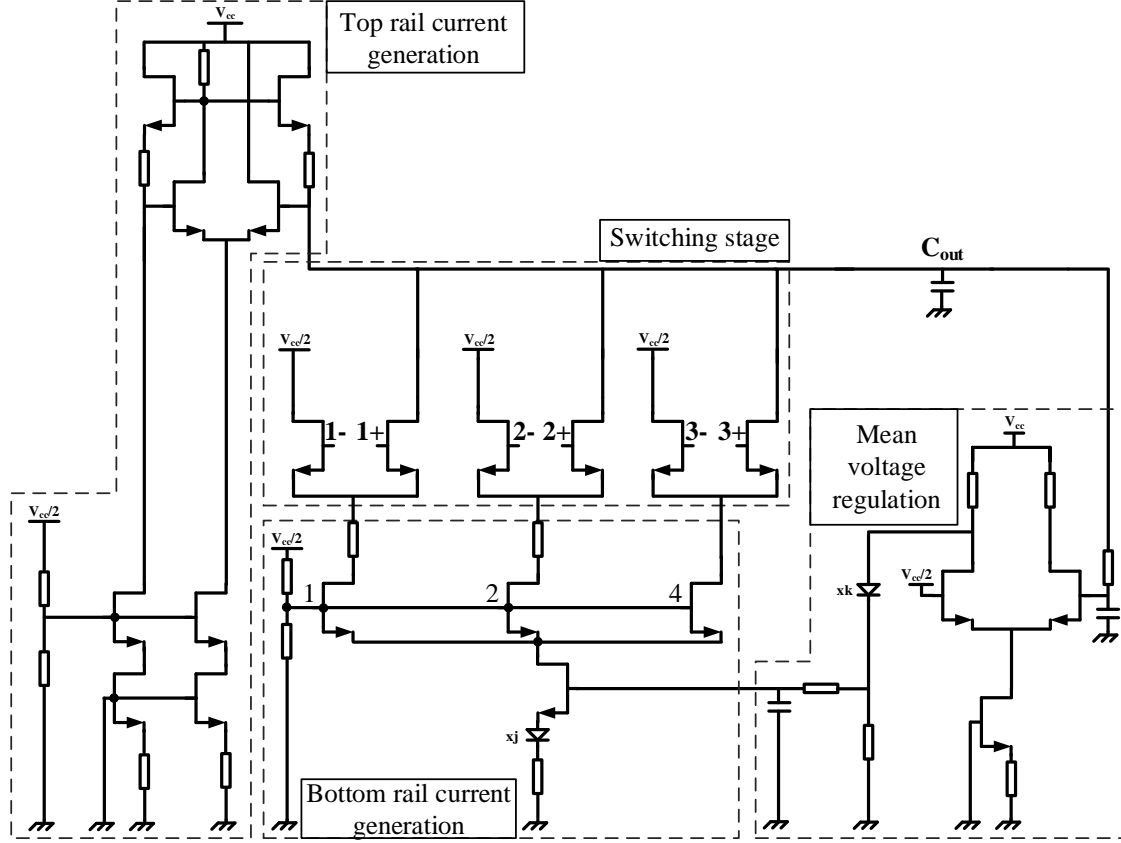 Vcc
Top rail current
generation
Switching stage
Cout
Vcc/2
Vcc/2
Vcc/2
1- 1+
2- 2+
3- 3+
Mean
voltage
regulation
Vcc
Vcc/2
Vcc/2
1
2
4
xk
Vcc/2
xj
Bottom rail current
generation